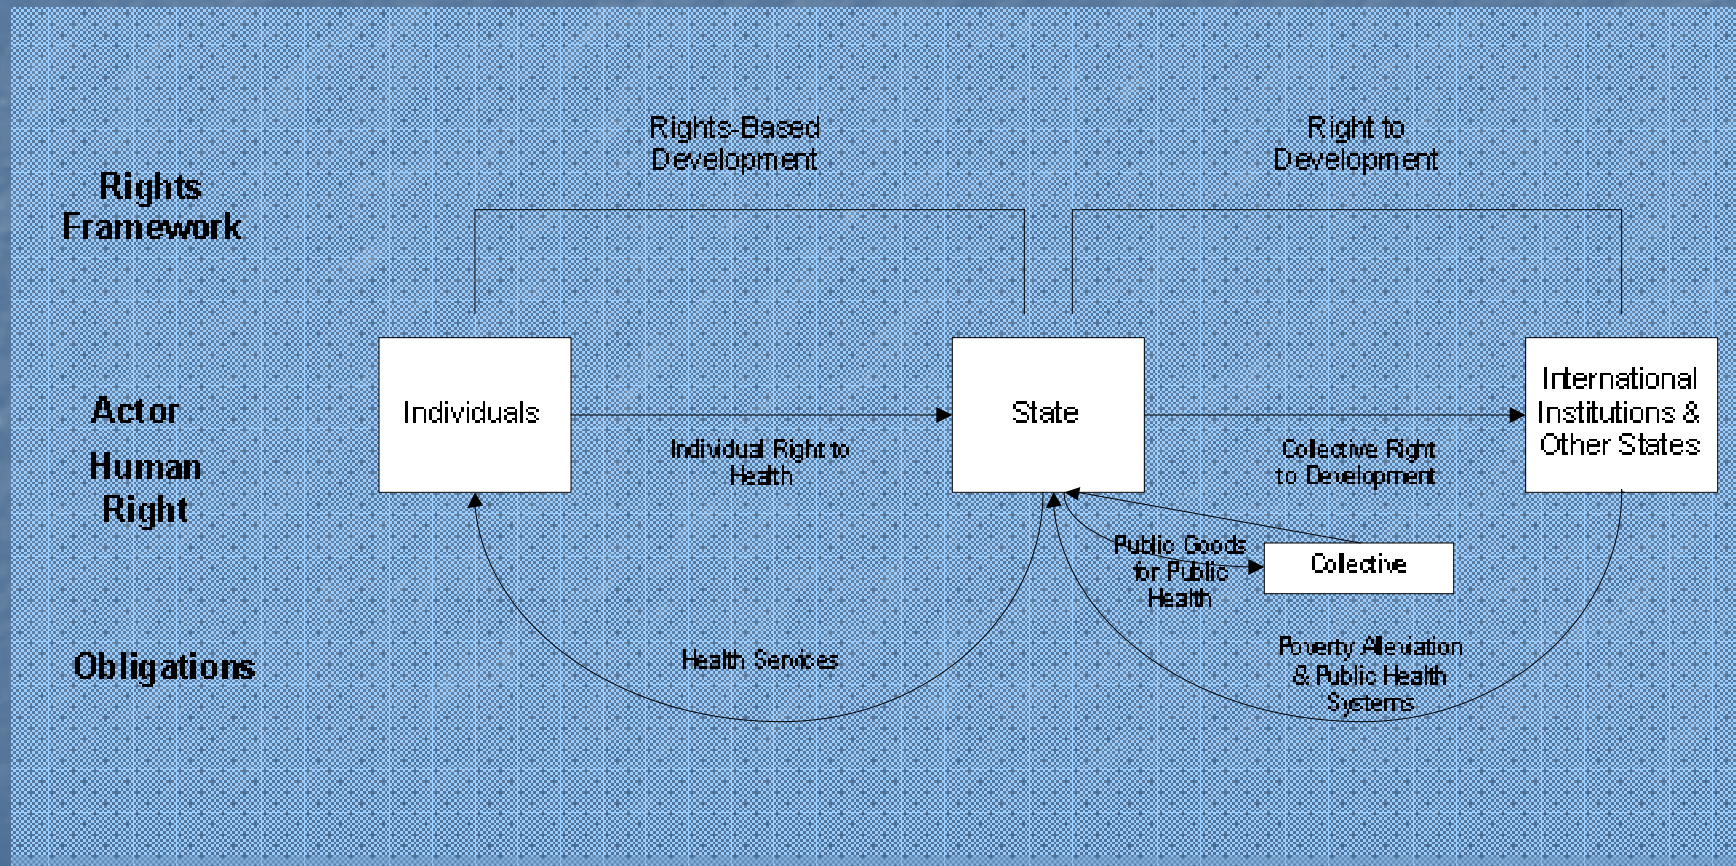 Rights-Based
Development
Right to
Development
Rights
Framework
Actor
Individuals
State
International
Institutions &
Other States
Human
Right
Individual Right to
Health
Collective Right
to Development
Public Goods
for Public
Health
Colective
Obligations
Health Services
Poverty Alleviation
& Public Health
Systems